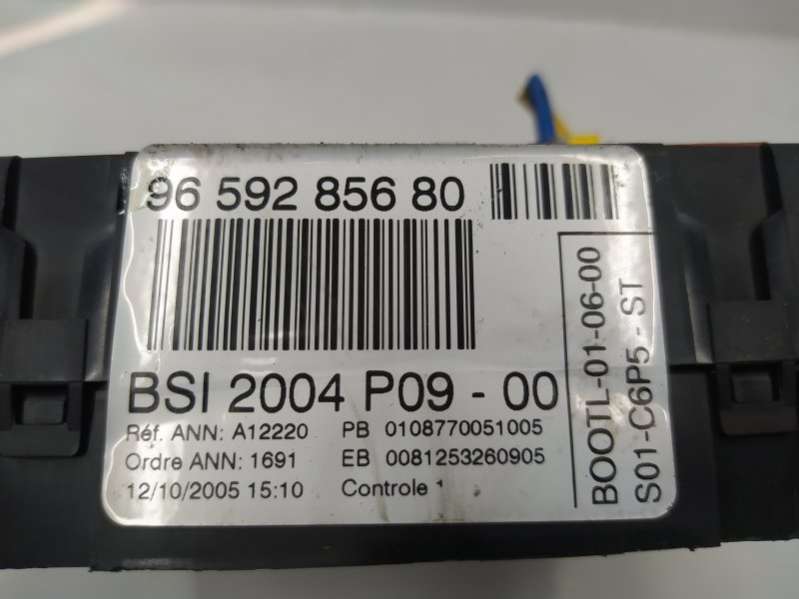 96 592 856 80
BSI 2004 P09 - 00
Réf. ANN: A12220 PB 0108770051005
Ordre ANN: 1691 EB 0081253260905
12/10/2005 15:10 Controle 1
BOOTL-01-06-00
S01-C6P5 - ST